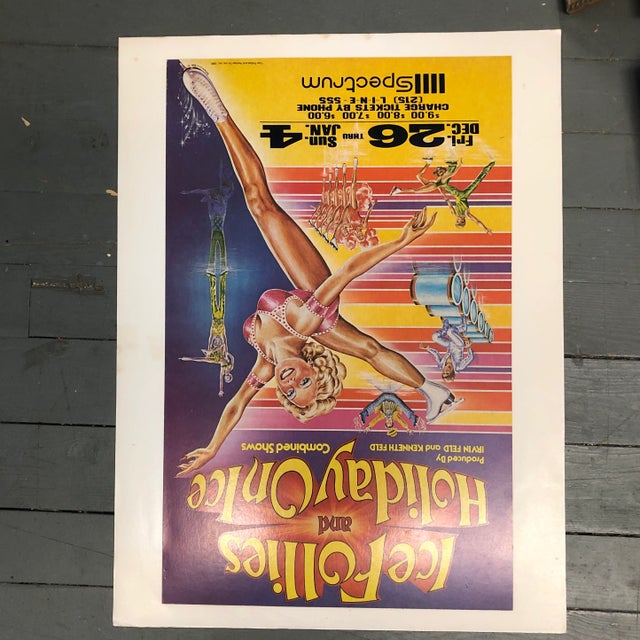 Ice Follies
and
Holiday On Ice
Produced By
IRVIN FELD and KENNETH FELD
Combined Shows
Fri. DEC. 26 THRU Sun. JAN. 4
$9.00 $8.00 $7.00 $6.00
CHARGE TICKETS BY PHONE
(215) L-I-N-E-555
Spectrum